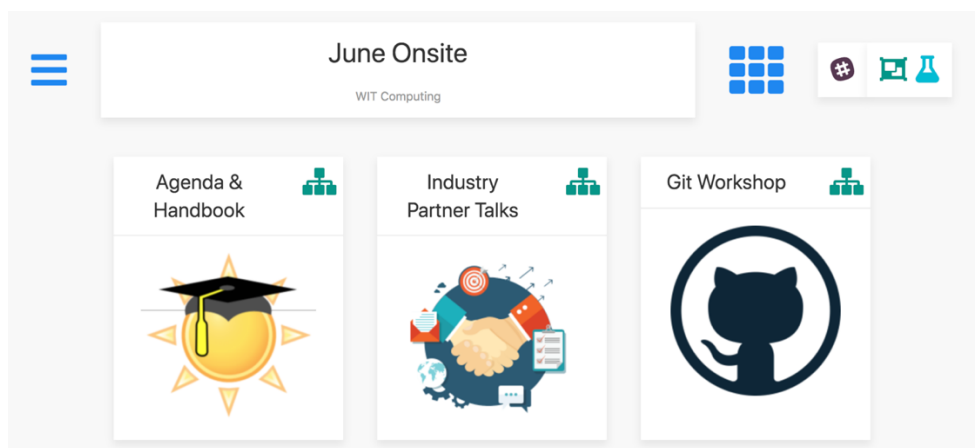 June Onsite
WIT Computing
Agenda &
Handbook
Industry
Partner Talks
Git Workshop